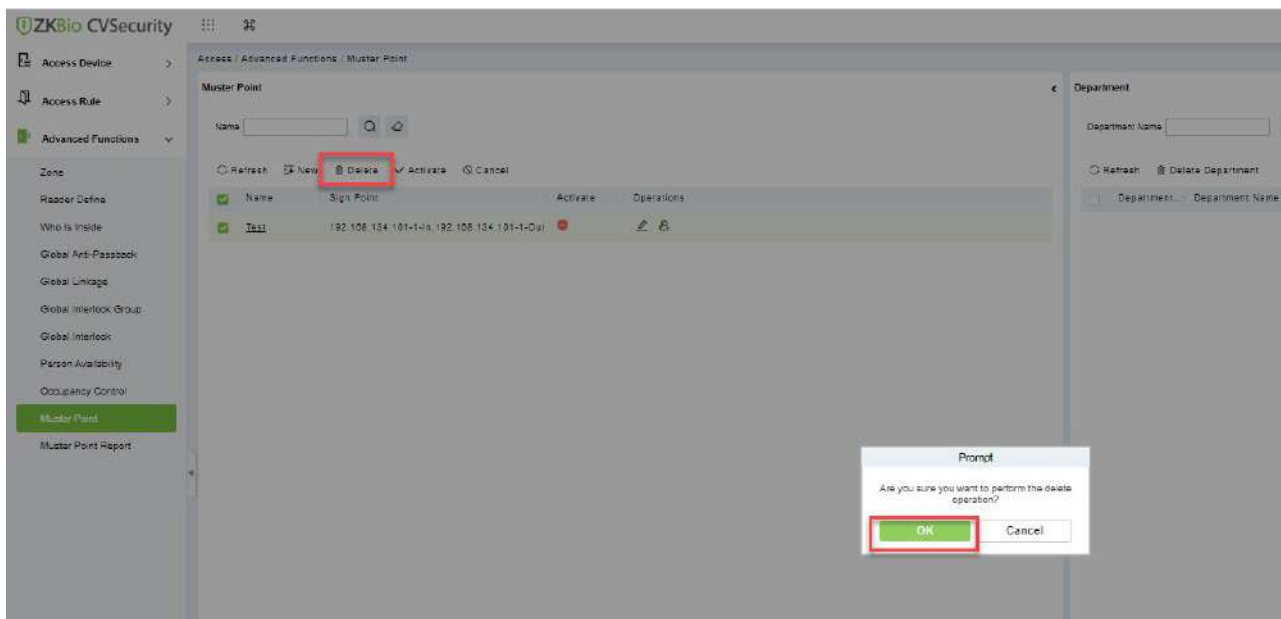 ZKBio CVSecurity
Access Device
Access Rule
Advanced Functions
Zone
Reader Define
Who Is Inside
Global Anti-Passback
Global Linkage
Global Interlock Group
Global Interlock
Person Availability
Occupancy Control
Muster Point
Muster Point Report
Access / Advanced Functions / Muster Point
Muster Point
Name
Refresh New Delete Activate Cancel
Name Sign Point Activate Operations
Test 192.168.134.101-1-In,192.168.134.101-1-Out
Department
Department Name
Refresh Delete Department
Department... Department Name
Prompt
Are you sure you want to perform the delete
operation?
OK Cancel